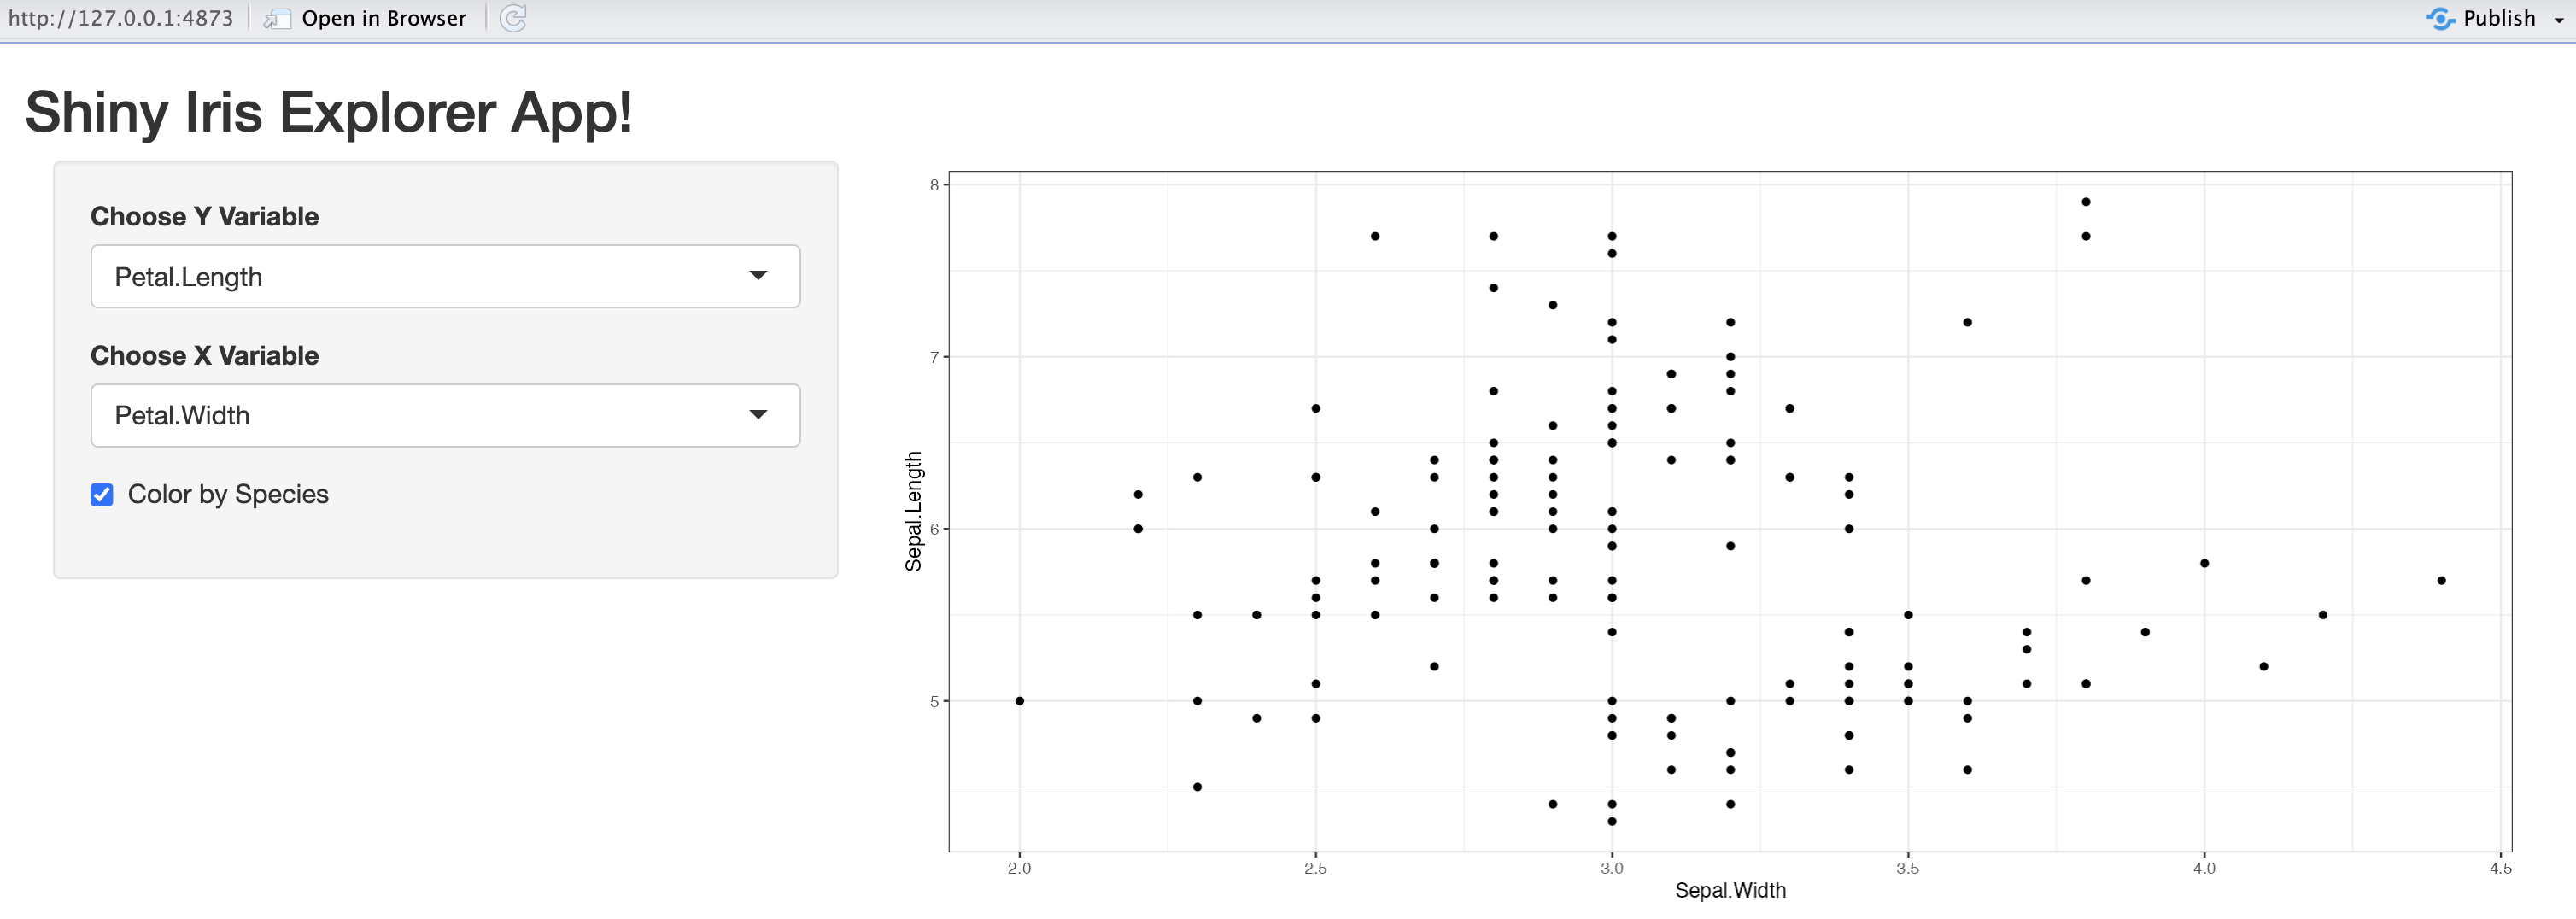 http://127.0.0.1:4873 Open in Browser Publish
Shiny Iris Explorer App!
Choose Y Variable
Petal.Length
Choose X Variable
Petal.Width
Color by Species
8
7
6
5
Sepal.Length
2.0 2.5 3.0 3.5 4.0 4.5
Sepal.Width